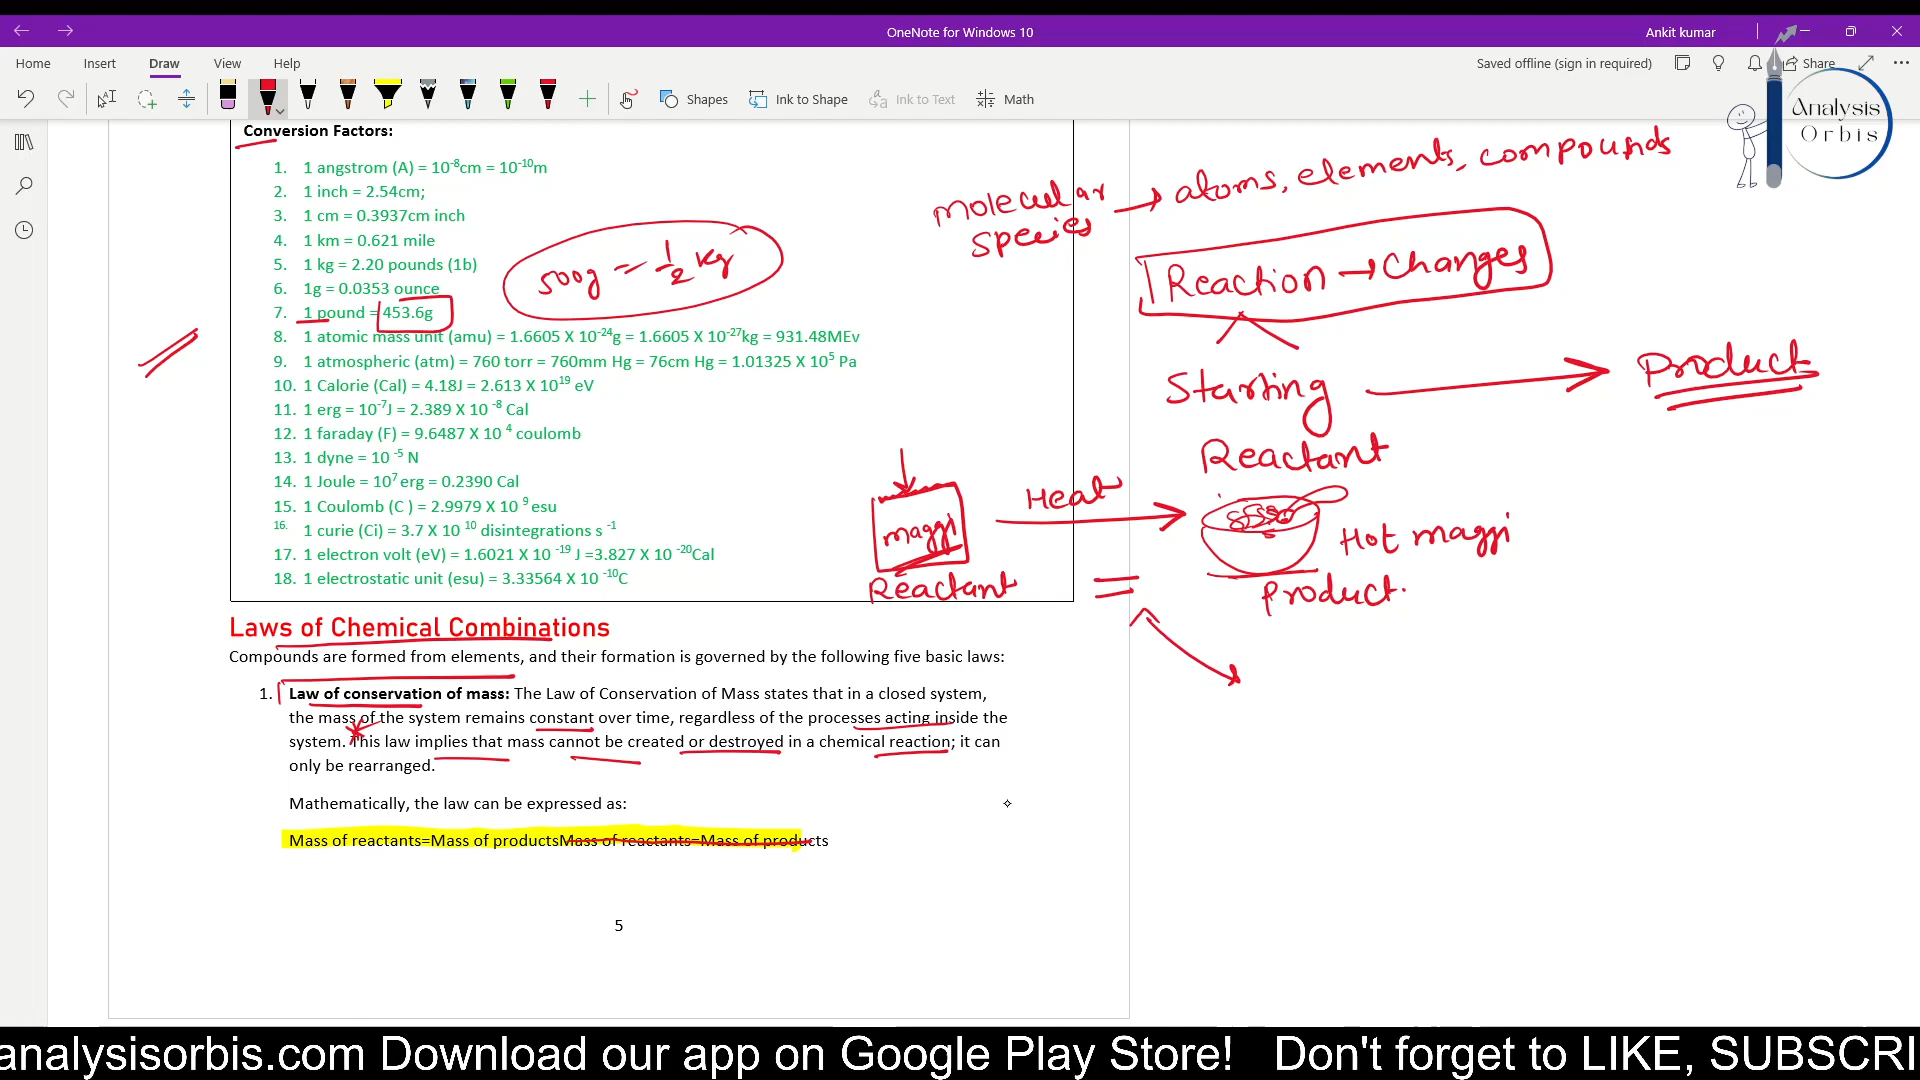 OneNote for Windows 10
Ankit kumar
Home Insert Draw View Help
Saved offline (sign in required)
Share
Shapes Ink to Shape Ink to Text Math
Analysis
Orbis
Conversion Factors:
1. 1 angstrom (A) = 10⁻⁸cm = 10⁻¹⁰m
2. 1 inch = 2.54cm;
3. 1 cm = 0.3937cm inch
4. 1 km = 0.621 mile
5. 1 kg = 2.20 pounds (1b)
6. 1g = 0.0353 ounce
7. 1 pound = 453.6g
8. 1 atomic mass unit (amu) = 1.6605 X 10⁻²⁴g = 1.6605 X 10⁻²⁷kg = 931.48MEv
9. 1 atmospheric (atm) = 760 torr = 760mm Hg = 76cm Hg = 1.01325 X 10⁵ Pa
10. 1 Calorie (Cal) = 4.18J = 2.613 X 10¹⁹ eV
11. 1 erg = 10⁻⁷J = 2.389 X 10 ⁻⁸ Cal
12. 1 faraday (F) = 9.6487 X 10 ⁴ coulomb
13. 1 dyne = 10 ⁻⁵ N
14. 1 Joule = 10⁷ erg = 0.2390 Cal
15. 1 Coulomb (C ) = 2.9979 X 10 ⁹ esu
16. 1 curie (Ci) = 3.7 X 10 ¹⁰ disintegrations s ⁻¹
17. 1 electron volt (eV) = 1.6021 X 10 ⁻¹⁹ J =3.827 X 10 ⁻²⁰Cal
18. 1 electrostatic unit (esu) = 3.33564 X 10 ⁻¹⁰C
500g = 1/2 kg
molecular → atoms, elements, compounds
species
Reaction → Changes
Starting → Product
Reactant
maggi
Heat
Hot maggi
Reactant = Product.
Laws of Chemical Combinations
Compounds are formed from elements, and their formation is governed by the following five basic laws:
1. Law of conservation of mass: The Law of Conservation of Mass states that in a closed system,
the mass of the system remains constant over time, regardless of the processes acting inside the
system. This law implies that mass cannot be created or destroyed in a chemical reaction; it can
only be rearranged.
Mathematically, the law can be expressed as:
Mass of reactants=Mass of productsMass of reactants=Mass of products
5
analysisorbis.com Download our app on Google Play Store! Don't forget to LIKE, SUBSCRI